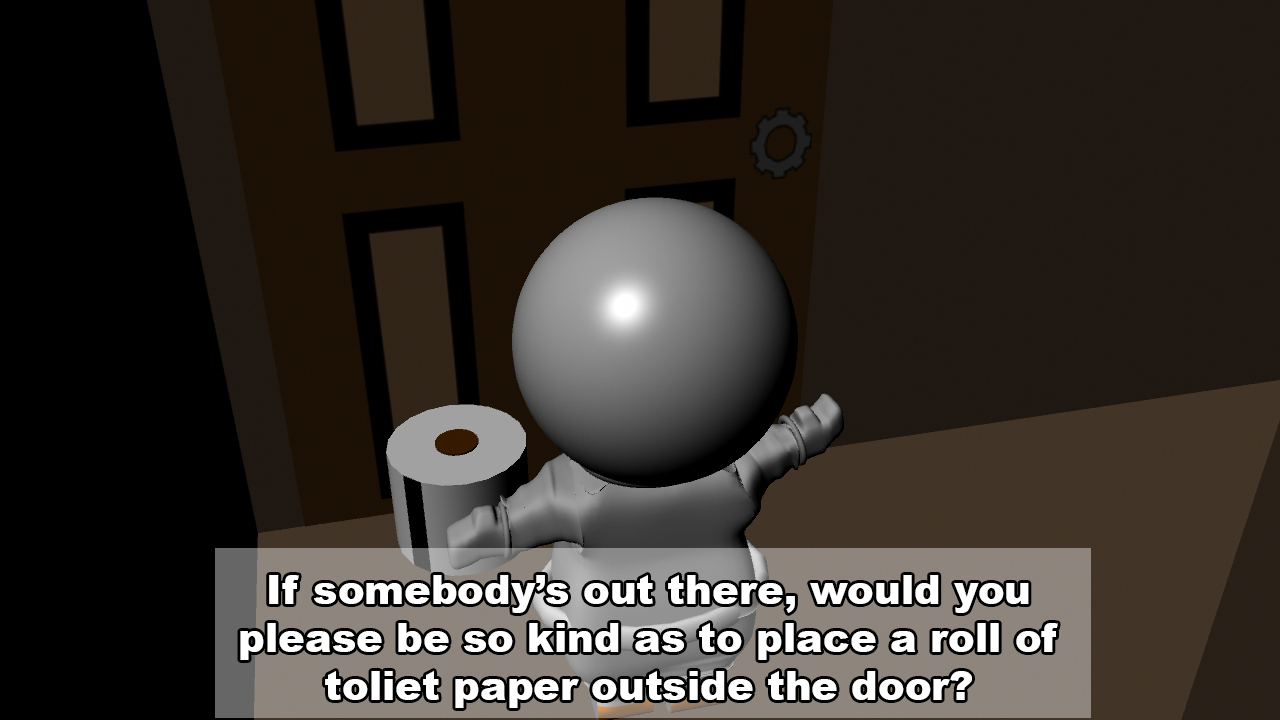 If somebody’s out there, would you
please be so kind as to place a roll of
toliet paper outside the door?